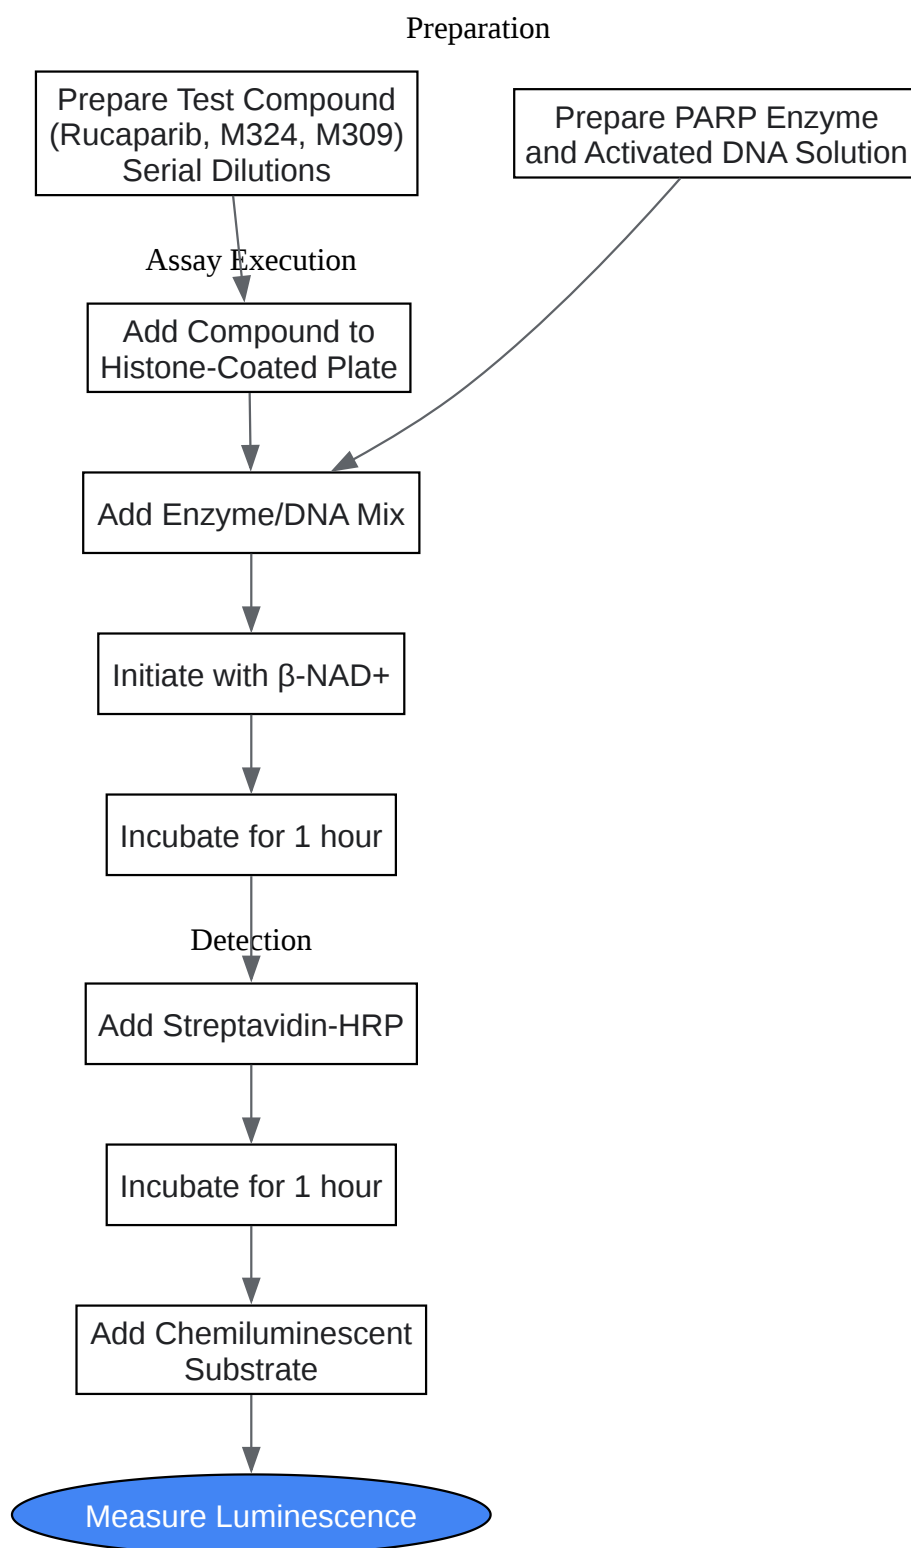 Preparation
Prepare Test Compound
(Rucaparib, M324, M309)
Serial Dilutions
Prepare PARP Enzyme
and Activated DNA Solution
Assay Execution
Add Compound to
Histone-Coated Plate
Add Enzyme/DNA Mix
Initiate with β-NAD+
Incubate for 1 hour
Detection
Add Streptavidin-HRP
Incubate for 1 hour
Add Chemiluminescent
Substrate
Measure Luminescence